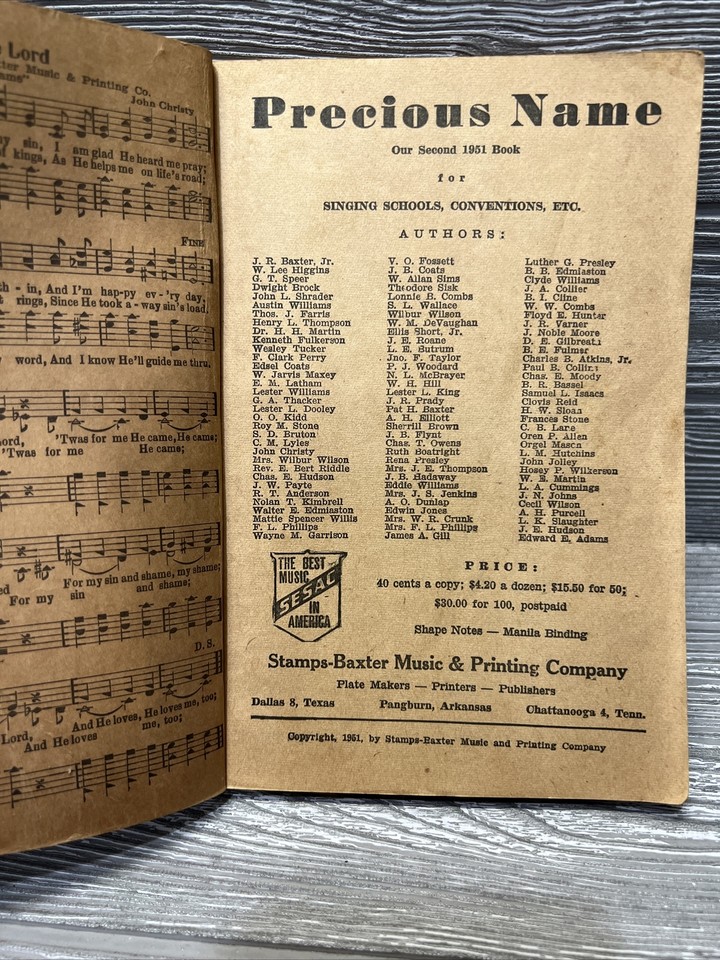 Lord
ter Music & Printing Co.
John Christy
sin, I am glad He heard me pray;
kings, As He helps me on life's road;
FINE
in, And I'm hap-py ev-'ry day,
rings, Since He took a-way sin's load,
word, And I know He'll guide me thru.
ord, 'Twas for me He came, He came;
'Twas for me He came;
For my sin and shame, my shame;
For my sin and shame;
D. S.
And He loves, He loves me, too;
Lord, And He loves me, too;
Precious Name
Our Second 1951 Book
for
SINGING SCHOOLS, CONVENTIONS, ETC.
AUTHORS:
J. R. Baxter, Jr.
W. Lee Higgins
G. T. Speer
Dwight Brock
John L. Shrader
Austin Williams
Thos. J. Farris
Henry L. Thompson
Dr. H. H. Martin
Kenneth Fulkerson
Wesley Tucker
F. Clark Perry
Edsel Coats
W. Jarvis Maxey
E. M. Latham
Lester Williams
G. A. Thacker
Lester L. Dooley
O. O. Kidd
Roy M. Stone
S. D. Bruton
C. M. Lyles
John Christy
Mrs. Wilbur Wilson
Rev. E. Bert Riddle
Chas. E. Hudson
J. W. Payte
R. T. Anderson
Nolan T. Kimbrell
Walter E. Edmiaston
Mattie Spencer Willis
F. L. Phillips
Wayne M. Garrison
V. O. Fossett
J. B. Coats
W. Allan Sims
Theodore Sisk
Lonnie B. Combs
S. L. Wallace
Wilbur Wilson
W. M. DeVaughan
Ellis Short, Jr.
J. E. Roane
L. E. Butrum
Jno. F. Taylor
P. J. Woodard
N. L. McBrayer
W. H. Hill
Lester L. King
J. R. Prady
Pat H. Baxter
A. H. Elliott
Sherrill Brown
J. B. Flynt
Chas. T. Owens
Ruth Boatright
Rena Presley
Mrs. J. E. Thompson
J. B. Hadaway
Eddie Williams
Mrs. J. S. Jenkins
A. O. Dunlap
Edwin Jones
Mrs. W. R. Crunk
Mrs. F. L. Phillips
James A. Gill
Luther G. Presley
B. B. Edmiaston
Clyde Williams
J. A. Collier
B. I. Cline
W. W. Combs
Floyd E. Hunter
J. R. Varner
J. Noble Moore
D. E. Gilbreath
B. E. Fulmer
Charles B. Atkins, Jr.
Paul B. Collins
Chas. E. Moody
B. R. Bassel
Samuel L. Isaacs
Clovis Reid
H. W. Sloan
Frances Stone
C. B. Lane
Oren P. Allen
Orgel Mason
L. M. Hutchins
John Jolley
Hosey P. Wilkerson
W. E. Martin
L. A. Cummings
J. N. Johns
Cecil Wilson
A. H. Purcell
L. K. Slaughter
J. E. Hudson
Edward E. Adams
THE BEST
MUSIC
SESAC
IN
AMERICA
PRICE:
40 cents a copy; $4.20 a dozen; $15.50 for 50;
$30.00 for 100, postpaid
Shape Notes — Manila Binding
Stamps-Baxter Music & Printing Company
Plate Makers — Printers — Publishers
Dallas 8, Texas Pangburn, Arkansas Chattanooga 4, Tenn.
Copyright, 1951, by Stamps-Baxter Music and Printing Company